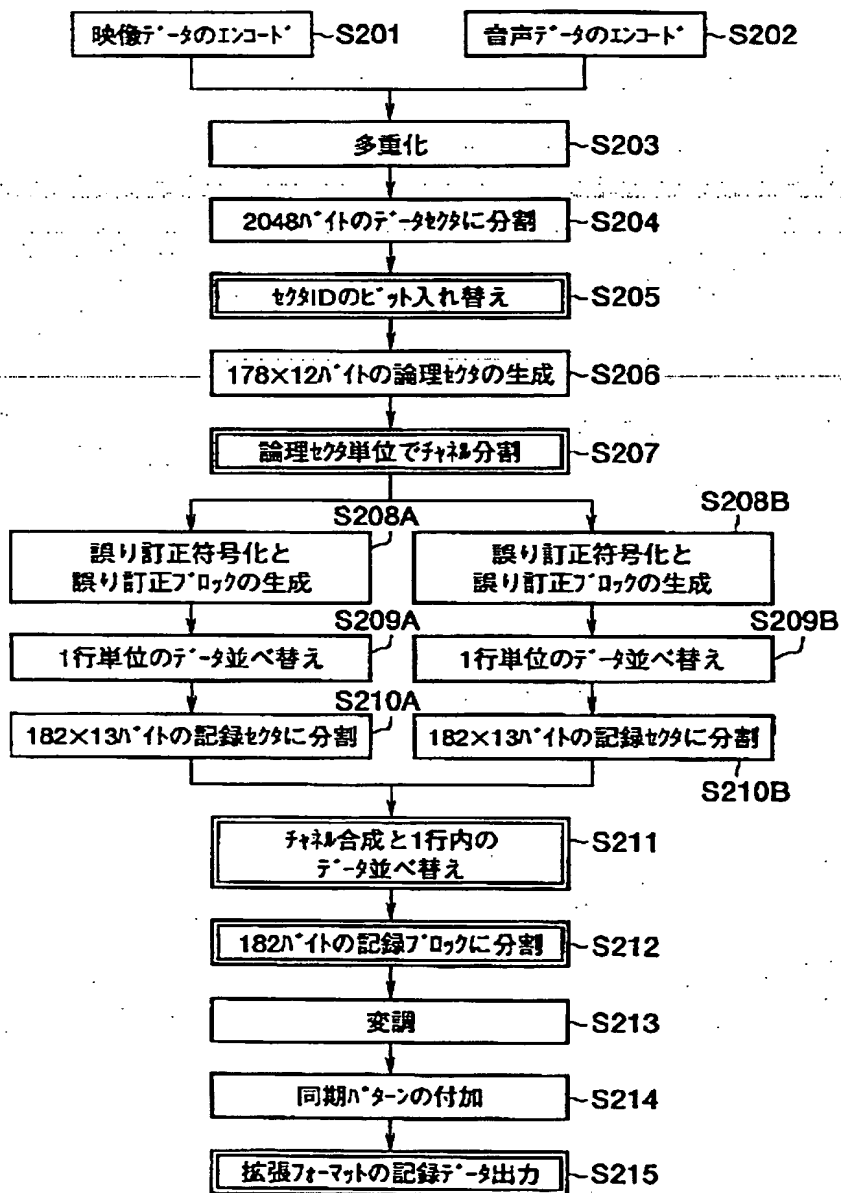 映像ﾃﾞｰﾀのｴﾝｺｰﾄﾞ
S201
音声ﾃﾞｰﾀのｴﾝｺｰﾄﾞ
S202
多重化
S203
2048ﾊﾞｲﾄのﾃﾞｰﾀｾｸﾀに分割
S204
ｾｸﾀIDのﾋﾞｯﾄ入れ替え
S205
178×12ﾊﾞｲﾄの論理ｾｸﾀの生成
S206
論理ｾｸﾀ単位でﾁｬﾈﾙ分割
S207
S208A
S208B
誤り訂正符号化と
誤り訂正ﾌﾞﾛｯｸの生成
誤り訂正符号化と
誤り訂正ﾌﾞﾛｯｸの生成
S209A
S209B
1行単位のﾃﾞｰﾀ並べ替え
1行単位のﾃﾞｰﾀ並べ替え
S210A
182×13ﾊﾞｲﾄの記録ｾｸﾀに分割
182×13ﾊﾞｲﾄの記録ｾｸﾀに分割
S210B
ﾁｬﾈﾙ合成と1行内の
ﾃﾞｰﾀ並べ替え
S211
182ﾊﾞｲﾄの記録ﾌﾞﾛｯｸに分割
S212
変調
S213
同期ﾊﾟﾀｰﾝの付加
S214
拡張ﾌｫｰﾏｯﾄの記録ﾃﾞｰﾀ出力
S215